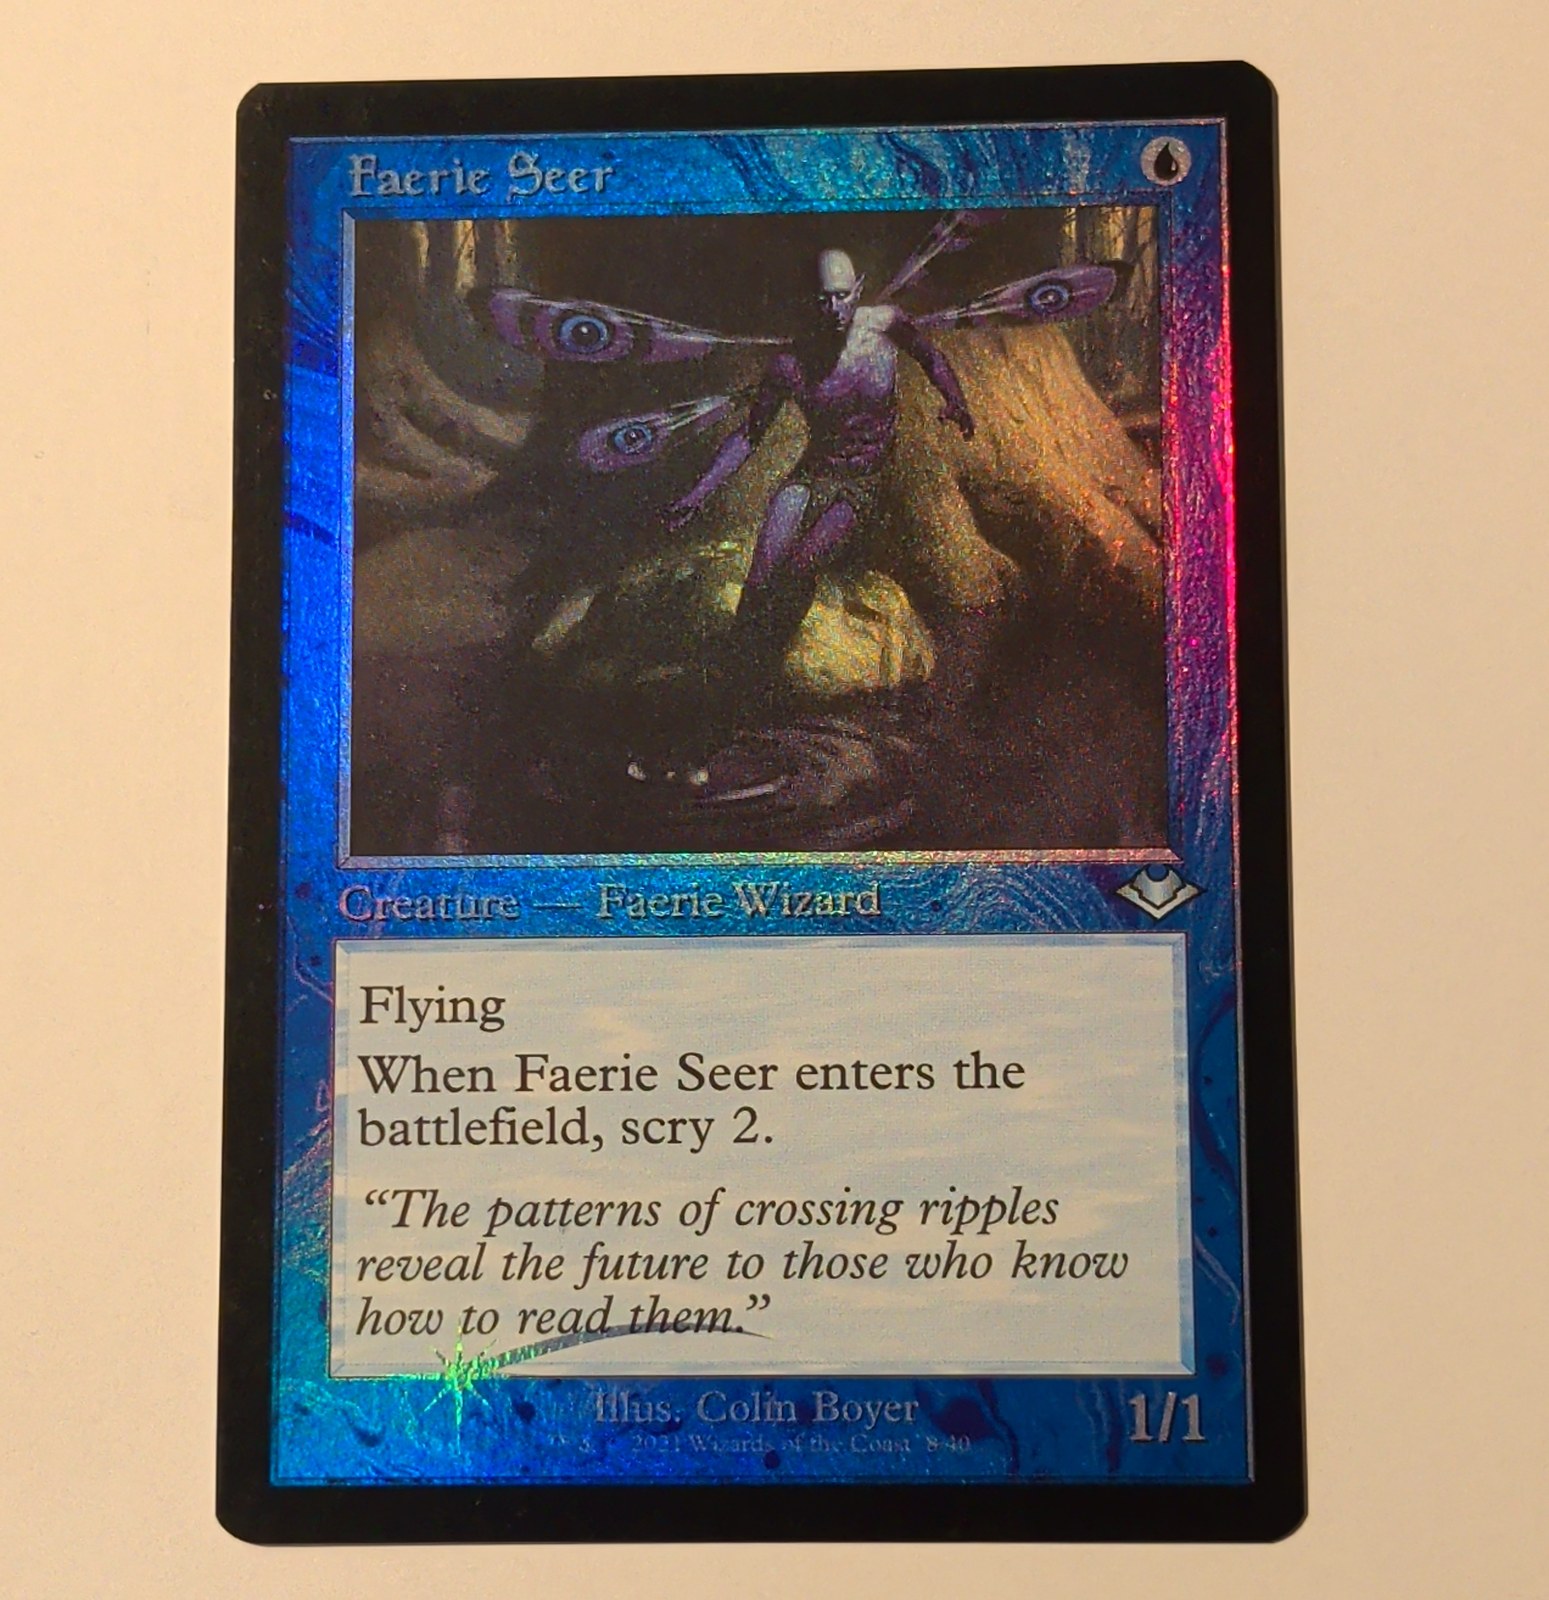 Faerie Seer
Creature — Faerie Wizard
Flying
When Faerie Seer enters the
battlefield, scry 2.
“The patterns of crossing ripples
reveal the future to those who know
how to read them.”
Illus. Colin Boyer
1/1
2021 Wizards of the Coast 8/40